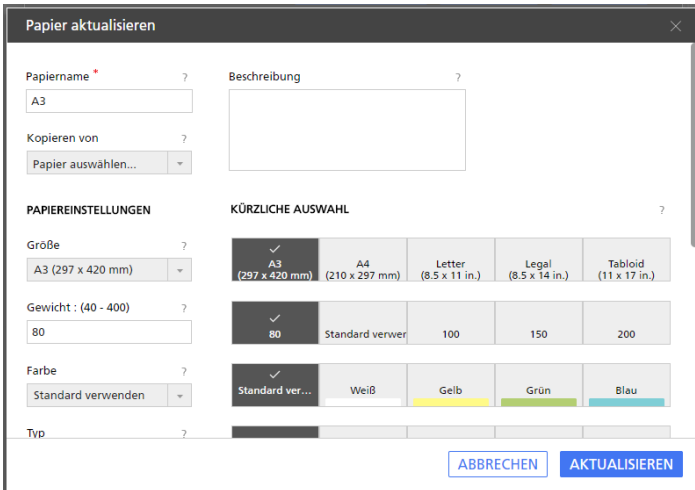 Papier aktualisieren
Papiername * ?
A3
Beschreibung ?
Kopieren von ?
Papier auswählen...
PAPIEREINSTELLUNGEN
KÜRZLICHE AUSWAHL ?
Größe ?
A3 (297 x 420 mm)
A3
(297 x 420 mm)
A4
(210 x 297 mm)
Letter
(8.5 x 11 in.)
Legal
(8.5 x 14 in.)
Tabloid
(11 x 17 in.)
Gewicht : (40 - 400) ?
80
80
Standard verwer
100
150
200
Farbe ?
Standard verwenden
Standard ver...
Weiß
Gelb
Grün
Blau
Typ ?
ABBRECHEN
AKTUALISIEREN